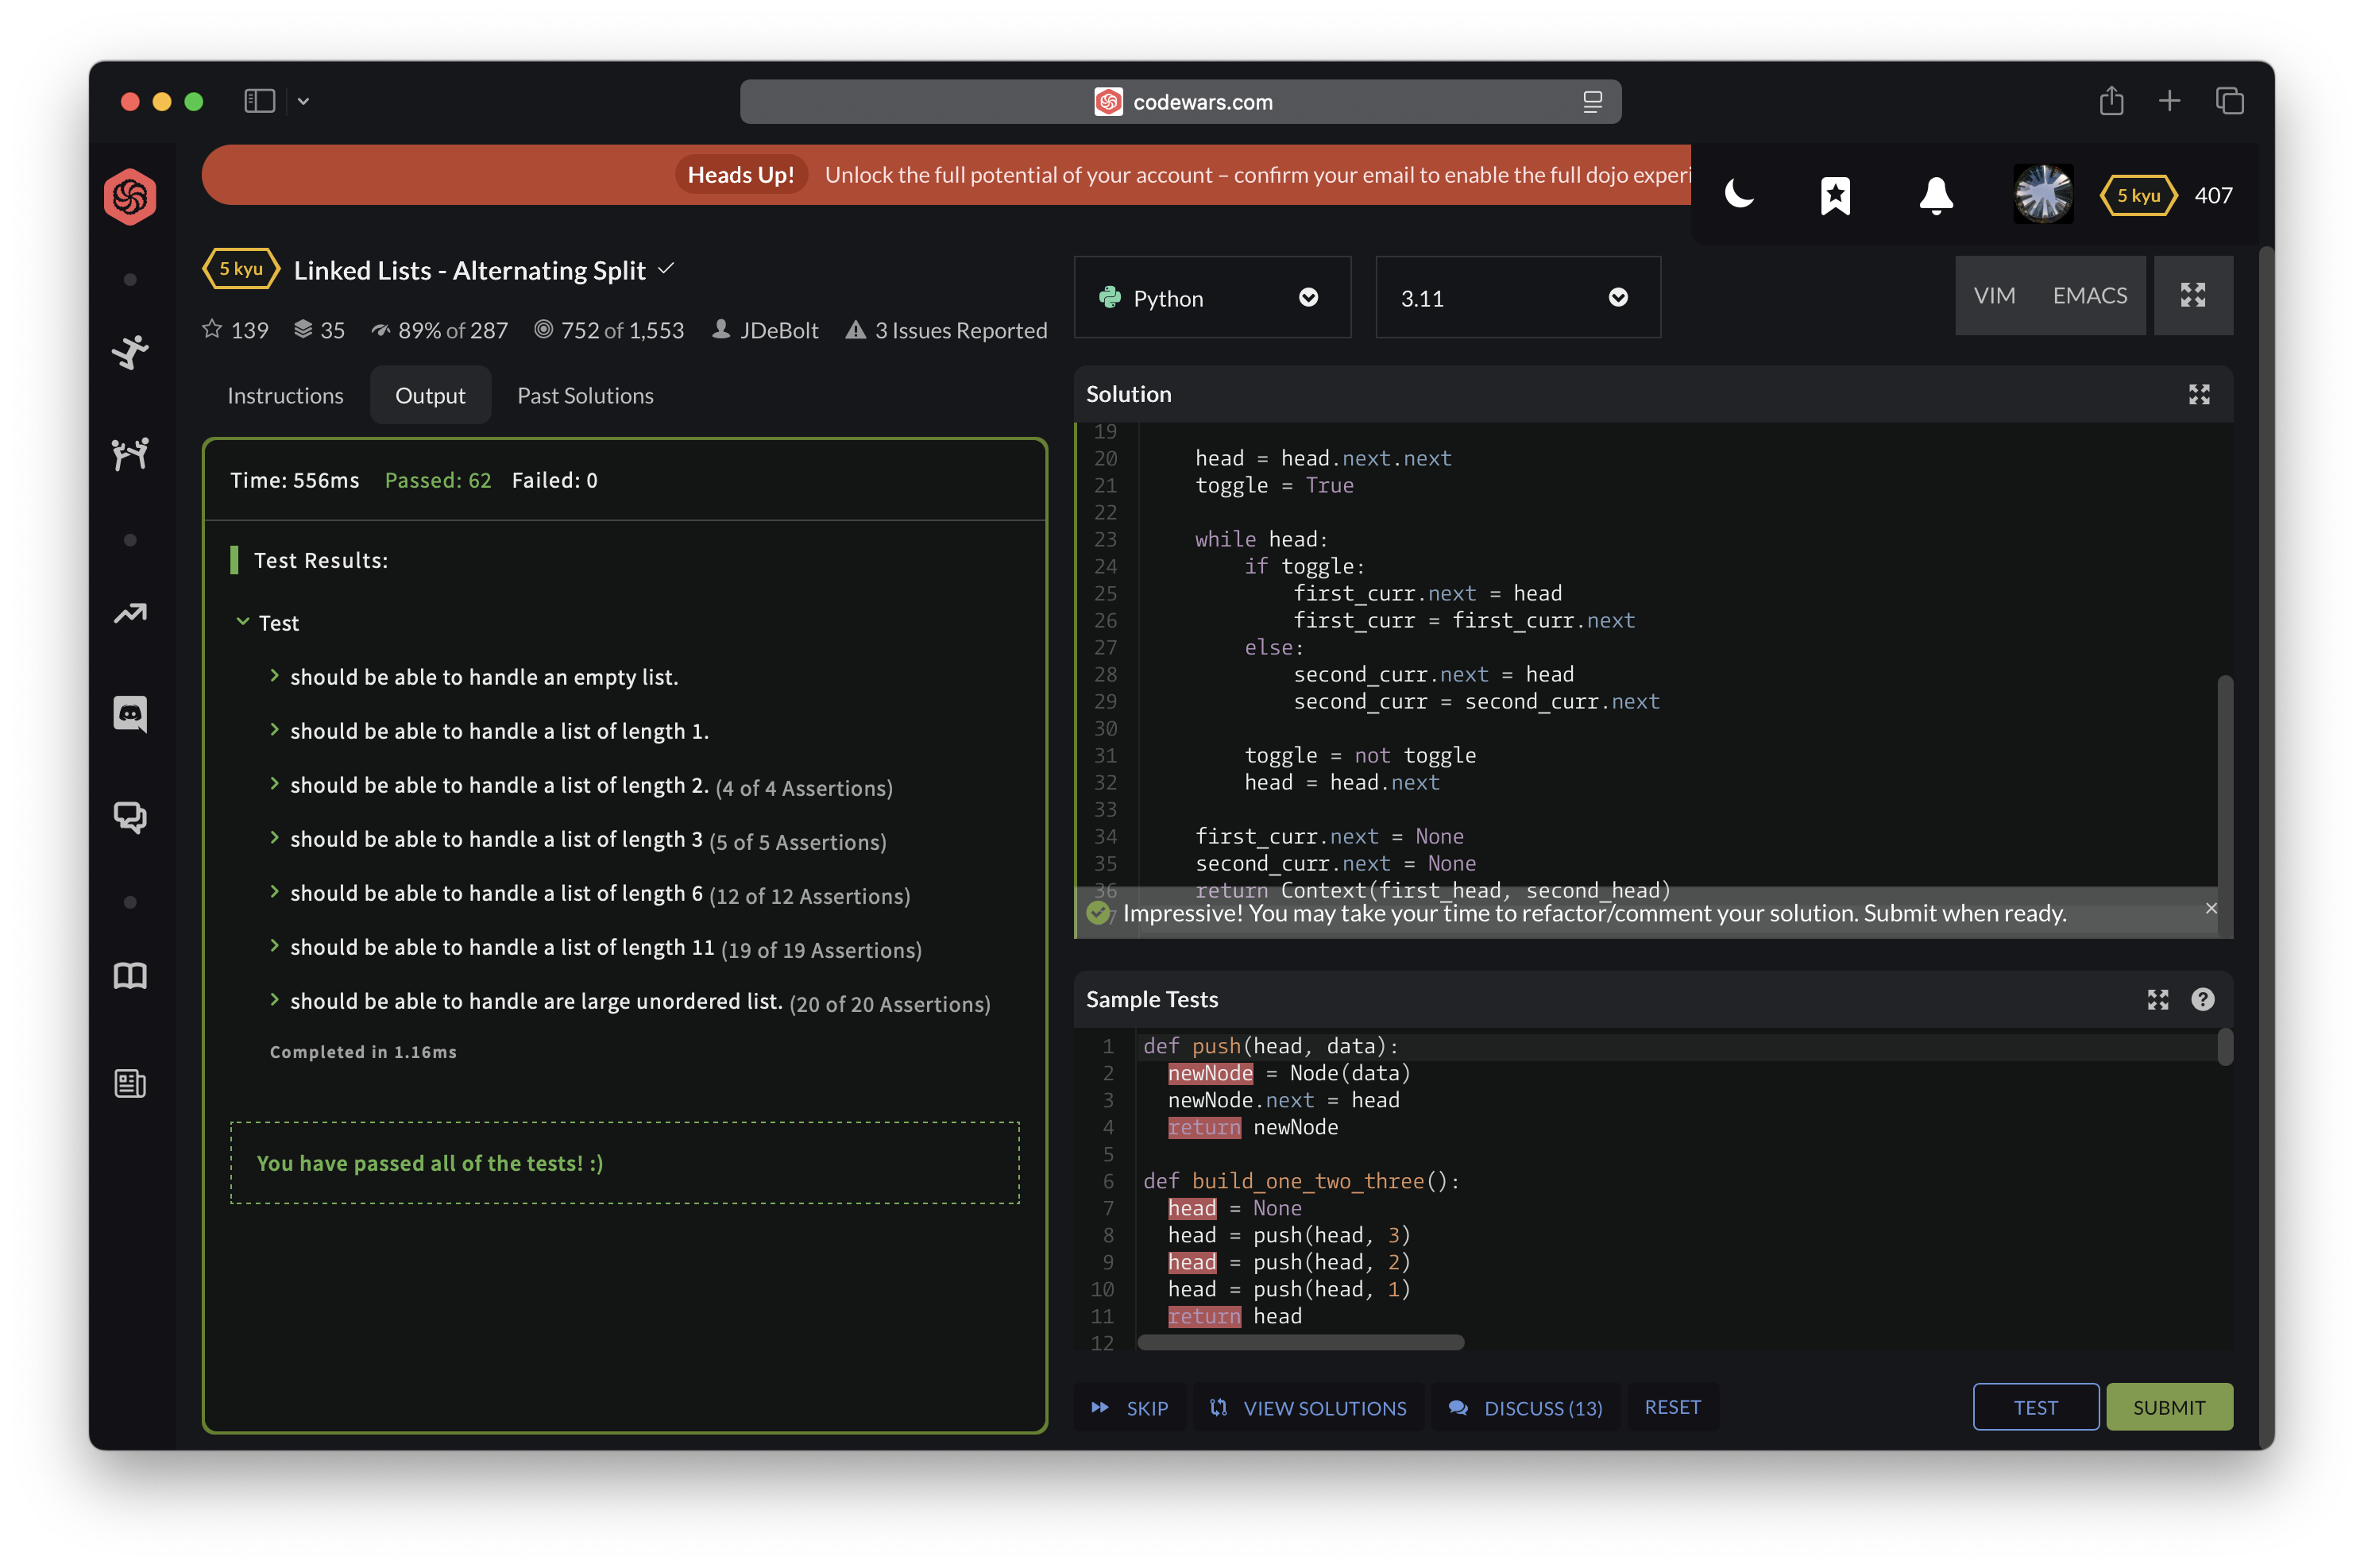 codewars.com
Heads Up! Unlock the full potential of your account – confirm your email to enable the full dojo experi
5 kyu 407
5 kyu Linked Lists - Alternating Split
139 35 89% of 287 752 of 1,553 JDeBolt 3 Issues Reported
Python 3.11 VIM EMACS
Instructions Output Past Solutions
Time: 556ms Passed: 62 Failed: 0
Test Results:
Test
should be able to handle an empty list.
should be able to handle a list of length 1.
should be able to handle a list of length 2. (4 of 4 Assertions)
should be able to handle a list of length 3 (5 of 5 Assertions)
should be able to handle a list of length 6 (12 of 12 Assertions)
should be able to handle a list of length 11 (19 of 19 Assertions)
should be able to handle are large unordered list. (20 of 20 Assertions)
Completed in 1.16ms
You have passed all of the tests! :)
Solution
19
20 head = head.next.next
21 toggle = True
22
23 while head:
24 if toggle:
25 first_curr.next = head
26 first_curr = first_curr.next
27 else:
28 second_curr.next = head
29 second_curr = second_curr.next
30
31 toggle = not toggle
32 head = head.next
33
34 first_curr.next = None
35 second_curr.next = None
36 return Context(first_head, second_head)
Impressive! You may take your time to refactor/comment your solution. Submit when ready.
Sample Tests
1 def push(head, data):
2 newNode = Node(data)
3 newNode.next = head
4 return newNode
5
6 def build_one_two_three():
7 head = None
8 head = push(head, 3)
9 head = push(head, 2)
10 head = push(head, 1)
11 return head
12
SKIP VIEW SOLUTIONS DISCUSS (13) RESET TEST SUBMIT